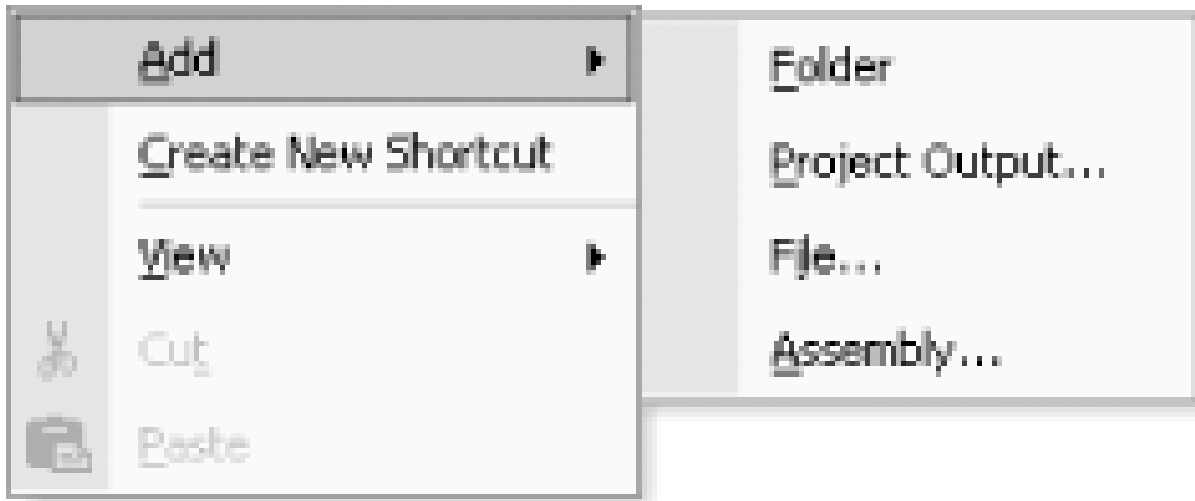 Add
Create New Shortcut
View
Cut
Paste
Folder
Project Output...
File...
Assembly...